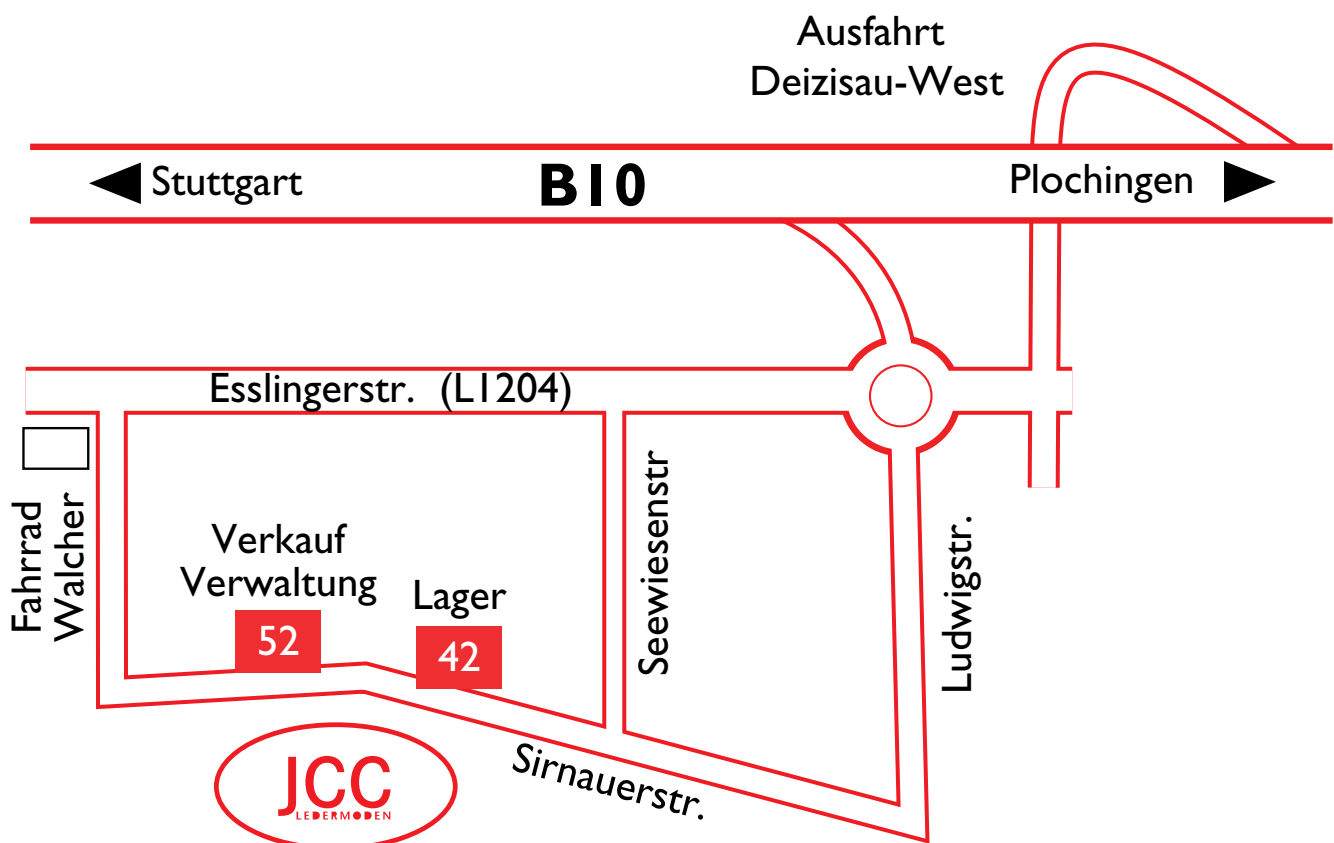 Ausfahrt
Deizisau-West
Stuttgart
B10
Plochingen
Esslingerstr. (L1204)
Fahrrad
Walcher
Verkauf
Verwaltung
52
Lager
42
Seewiesenstr
Ludwigstr.
Sirnauerstr.
JCC
LEDERMODEN